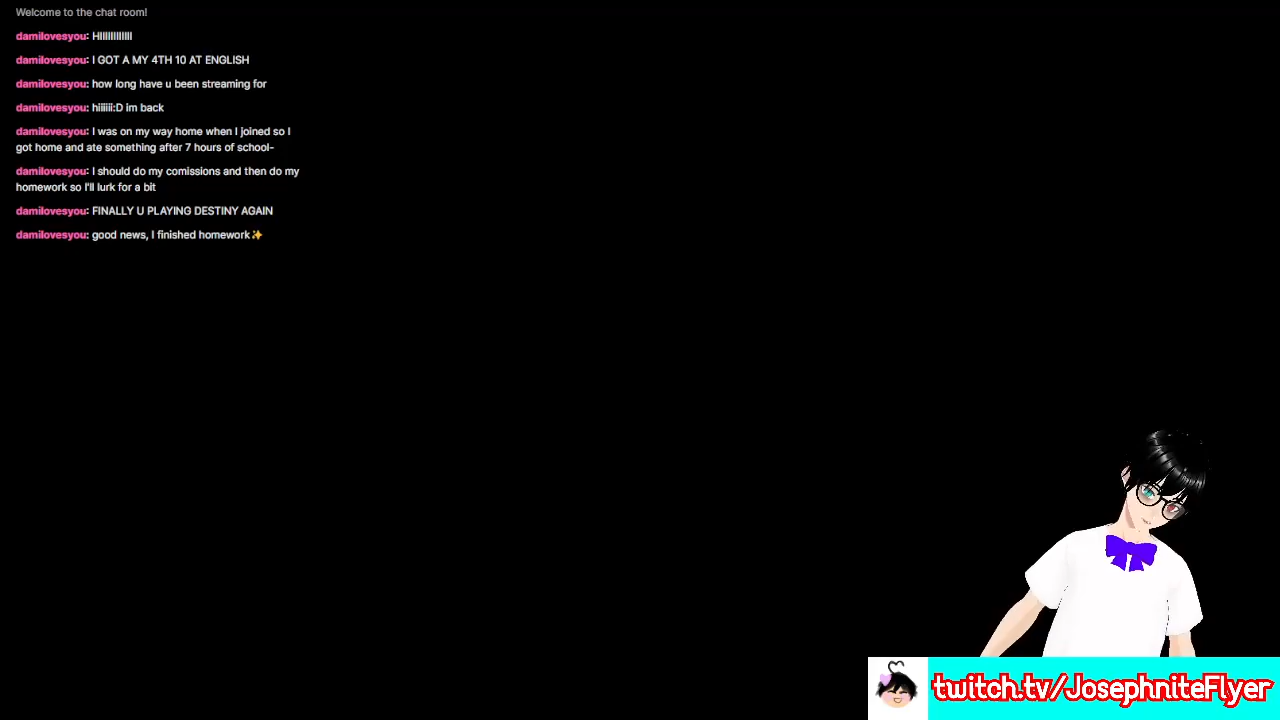 Welcome to the chat room!
damilovesyou: HIIIIIIIIIIII
damilovesyou: I GOT A MY 4TH 10 AT ENGLISH
damilovesyou: how long have u been streaming for
damilovesyou: hiiiiii:D im back
damilovesyou: I was on my way home when I joined so I
got home and ate something after 7 hours of school-
damilovesyou: I should do my comissions and then do my
homework so I'll lurk for a bit
damilovesyou: FINALLY U PLAYING DESTINY AGAIN
damilovesyou: good news, I finished homework✨
twitch.tv/JosephniteFlyer